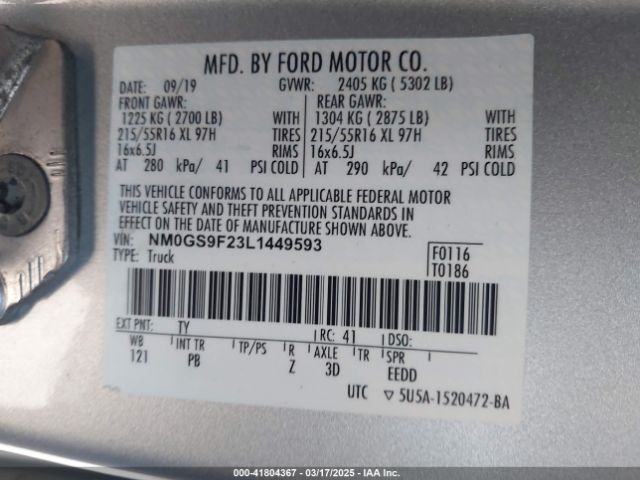 MFD. BY FORD MOTOR CO.
DATE: 09/19 GVWR: 2405 KG ( 5302 LB)
FRONT GAWR: REAR GAWR:
1225 KG ( 2700 LB) WITH 1304 KG ( 2875 LB) WITH
215/55R16 XL 97H TIRES 215/55R16 XL 97H TIRES
16x6.5J RIMS 16x6.5J RIMS
AT 280 kPa/ 41 PSI COLD AT 290 kPa/ 42 PSI COLD
THIS VEHICLE CONFORMS TO ALL APPLICABLE FEDERAL MOTOR
VEHICLE SAFETY AND THEFT PREVENTION STANDARDS IN
EFFECT ON THE DATE OF MANUFACTURE SHOWN ABOVE.
VIN: NM0GS9F23L1449593 F0116
TYPE: Truck T0186
EXT PNT: TY RC: 41 DSO:
WB INT TR TP/PS R AXLE TR SPR
121 PB Z 3D EEDD
UTC ▽ 5U5A-1520472-BA
000-41804367 - 03/17/2025 - IAA Inc.